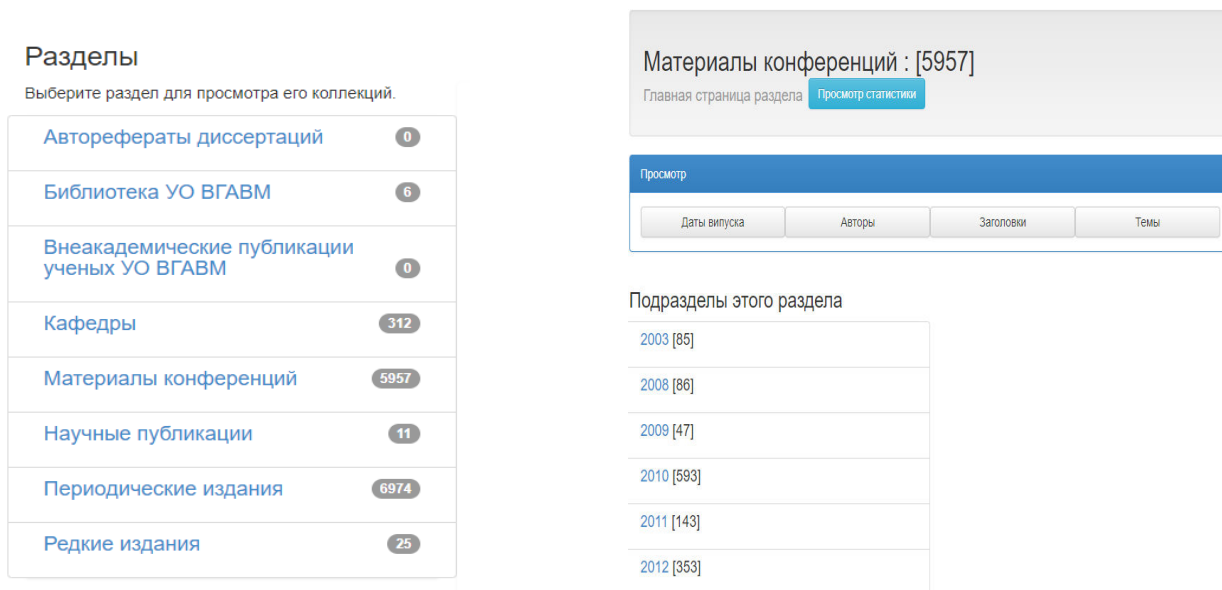 Разделы
Выберите раздел для просмотра его коллекций.
Авторефераты диссертаций 0
Библиотека УО ВГАВМ 6
Внеакадемические публикации
ученых УО ВГАВМ 0
Кафедры 312
Материалы конференций 5957
Научные публикации 11
Периодические издания 6974
Редкие издания 25
Материалы конференций : [5957]
Главная страница раздела Просмотр статистики
Просмотр
Даты випуска Авторы Заголовки Темы
Подразделы этого раздела
2003 [85]
2008 [86]
2009 [47]
2010 [593]
2011 [143]
2012 [353]